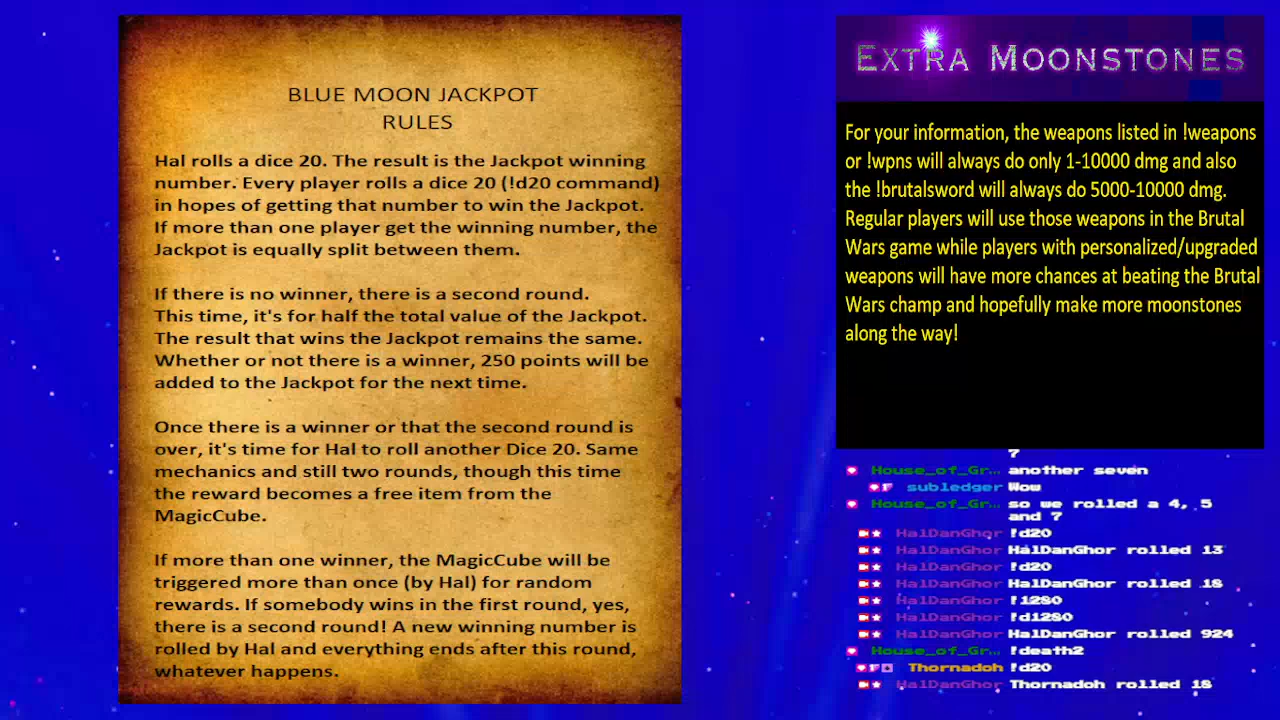 BLUE MOON JACKPOT
RULES
Hal rolls a dice 20. The result is the Jackpot winning
number. Every player rolls a dice 20 (!d20 command)
in hopes of getting that number to win the Jackpot.
If more than one player get the winning number, the
Jackpot is equally split between them.
If there is no winner, there is a second round.
This time, it's for half the total value of the Jackpot.
The result that wins the Jackpot remains the same.
Whether or not there is a winner, 250 points will be
added to the Jackpot for the next time.
Once there is a winner or that the second round is
over, it's time for Hal to roll another Dice 20. Same
mechanics and still two rounds, though this time
the reward becomes a free item from the
MagicCube.
If more than one winner, the MagicCube will be
triggered more than once (by Hal) for random
rewards. If somebody wins in the first round, yes,
there is a second round! A new winning number is
rolled by Hal and everything ends after this round,
whatever happens.
EXTRA MOONSTONES
For your information, the weapons listed in !weapons
or !wpns will always do only 1-10000 dmg and also
the !brutalsword will always do 5000-10000 dmg.
Regular players will use those weapons in the Brutal
Wars game while players with personalized/upgraded
weapons will have more chances at beating the Brutal
Wars champ and hopefully make more moonstones
along the way!
7
House_of_Gr... another seven
subledger Wow
House_of_Gr... so we rolled a 4, 5
and 7
HalDanGhor !d20
HalDanGhor HalDanGhor rolled 13
HalDanGhor !d20
HalDanGhor HalDanGhor rolled 18
HalDanGhor !1280
HalDanGhor !d1280
HalDanGhor HalDanGhor rolled 924
House_of_Gr... !death2
Thornadoh !d20
HalDanGhor Thornadoh rolled 18